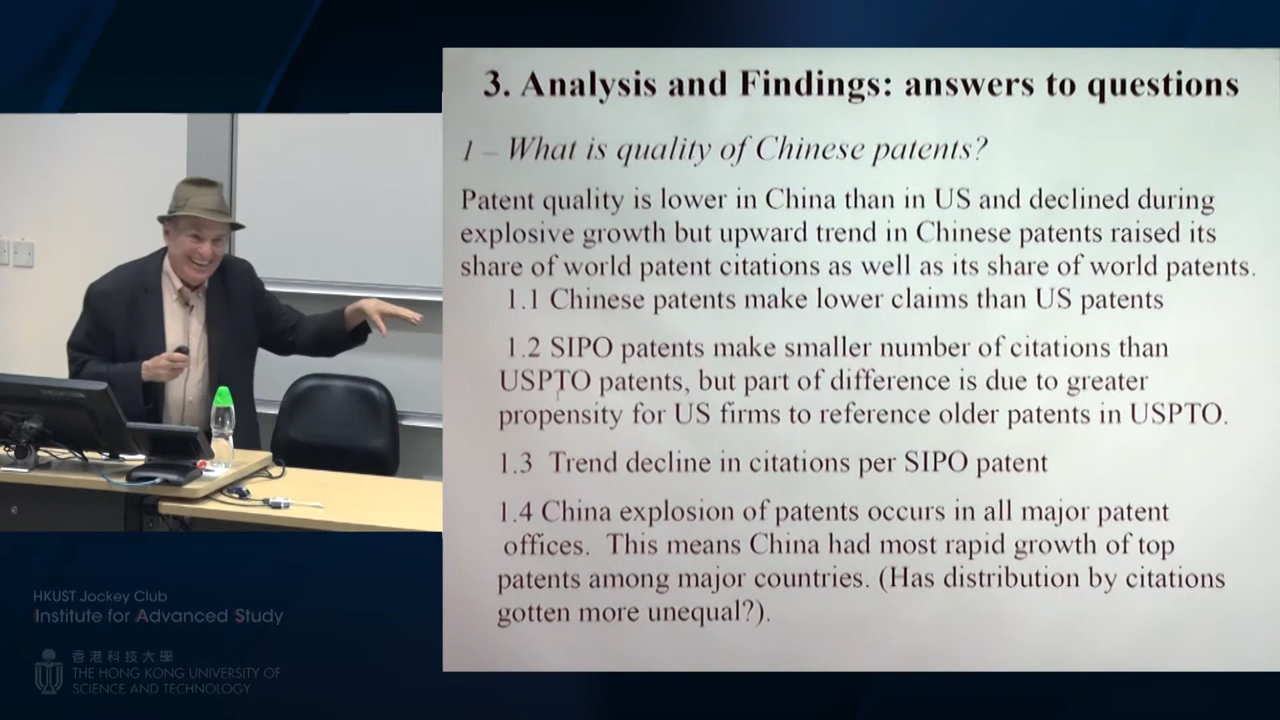 3. Analysis and Findings: answers to questions
1 – What is quality of Chinese patents?
Patent quality is lower in China than in US and declined during
explosive growth but upward trend in Chinese patents raised its
share of world patent citations as well as its share of world patents.
1.1 Chinese patents make lower claims than US patents
1.2 SIPO patents make smaller number of citations than
USPTO patents, but part of difference is due to greater
propensity for US firms to reference older patents in USPTO.
1.3 Trend decline in citations per SIPO patent
1.4 China explosion of patents occurs in all major patent
offices. This means China had most rapid growth of top
patents among major countries. (Has distribution by citations
gotten more unequal?).
HKUST Jockey Club
Institute for Advanced Study
香港科技大學
THE HONG KONG UNIVERSITY OF
SCIENCE AND TECHNOLOGY